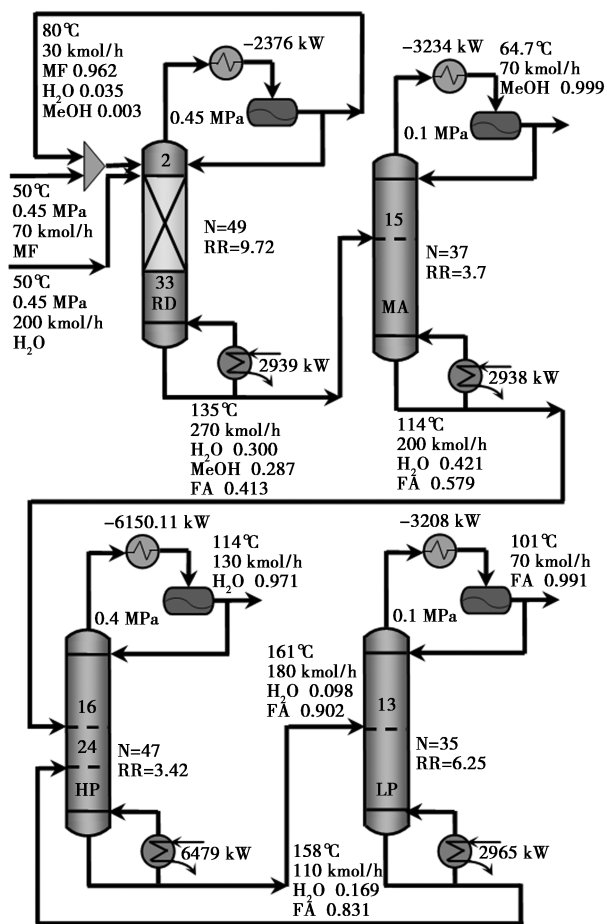 80℃
30 kmol/h
MF 0.962
H₂O 0.035
MeOH 0.003
-2376 kW
0.45 MPa
50℃
0.45 MPa
70 kmol/h
MF
50℃
0.45 MPa
200 kmol/h
H₂O
2
33
RD
N=49
RR=9.72
2939 kW
135℃
270 kmol/h
H₂O 0.300
MeOH 0.287
FA 0.413
-3234 kW
64.7℃
70 kmol/h
MeOH 0.999
0.1 MPa
15
MA
N=37
RR=3.7
2938 kW
114℃
200 kmol/h
H₂O 0.421
FA 0.579
-6150.11 kW
114℃
130 kmol/h
H₂O 0.971
0.4 MPa
16
24
HP
N=47
RR=3.42
6479 kW
161℃
180 kmol/h
H₂O 0.098
FA 0.902
-3208 kW
101℃
70 kmol/h
FA 0.991
0.1 MPa
13
LP
N=35
RR=6.25
2965 kW
158℃
110 kmol/h
H₂O 0.169
FA 0.831